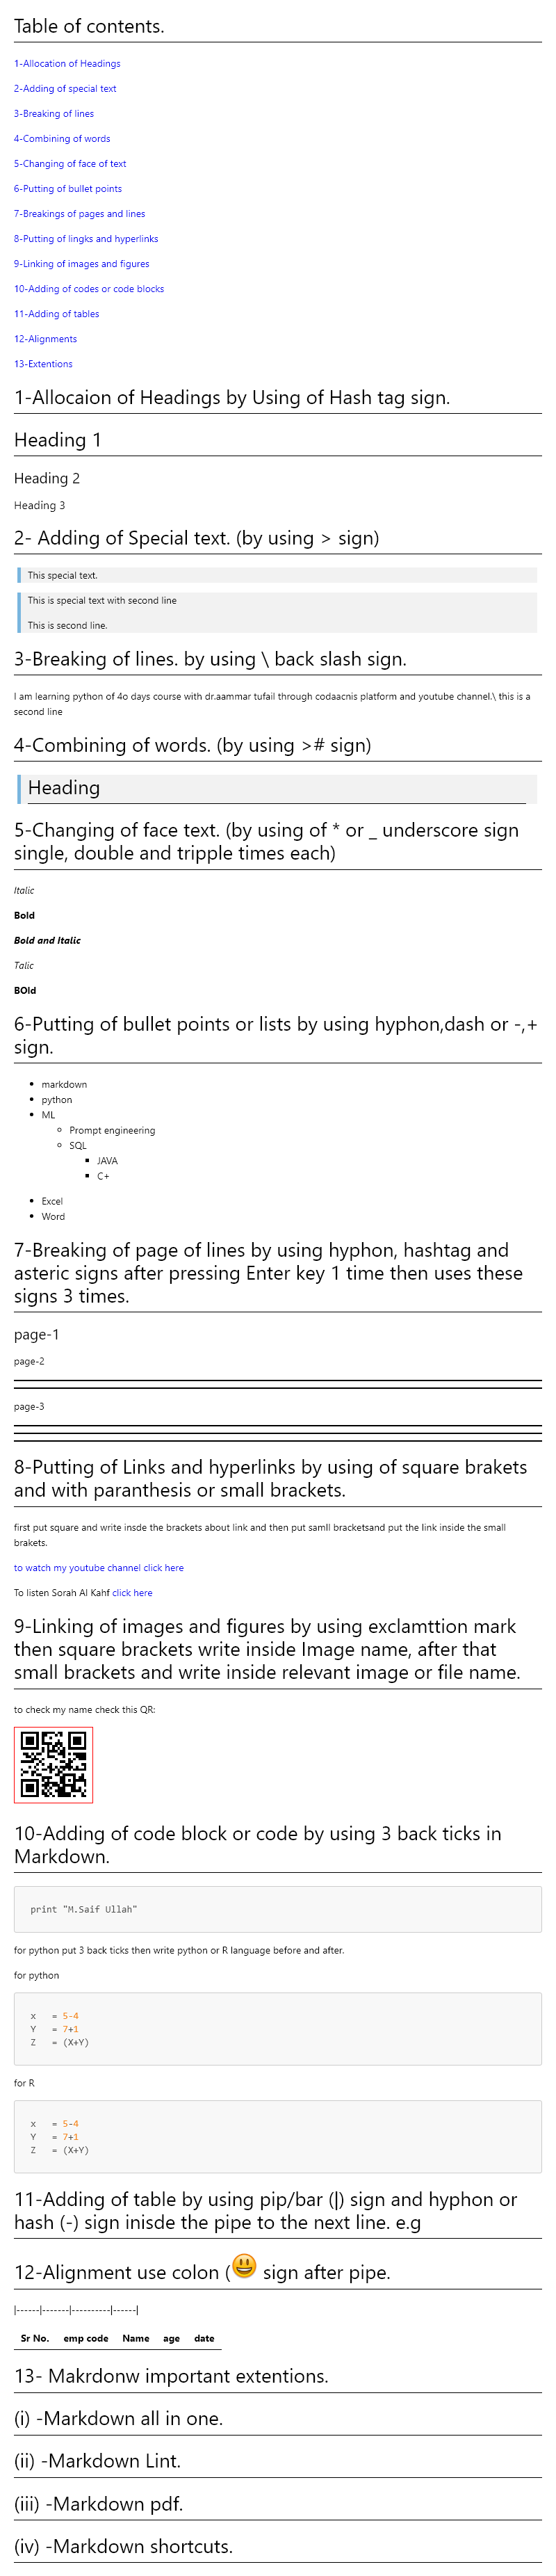 Table of contents.
1-Allocation of Headings
2-Adding of special text
3-Breaking of lines
4-Combining of words
5-Changing of face of text
6-Putting of bullet points
7-Breakings of pages and lines
8-Putting of lingks and hyperlinks
9-Linking of images and figures
10-Adding of codes or code blocks
11-Adding of tables
12-Alignments
13-Extentions
1-Allocaion of Headings by Using of Hash tag sign.
Heading 1
Heading 2
Heading 3
2- Adding of Special text. (by using > sign)
This special text.
This is special text with second line
This is second line.
3-Breaking of lines. by using \ back slash sign.
I am learning python of 4o days course with dr.aammar tufail through codaacnis platform and youtube channel.\ this is a
second line
4-Combining of words. (by using ># sign)
Heading
5-Changing of face text. (by using of * or _ underscore sign
single, double and tripple times each)
Italic
Bold
Bold and Italic
Talic
BOld
6-Putting of bullet points or lists by using hyphon,dash or -,+
sign.
markdown
python
ML
Prompt engineering
SQL
JAVA
C+
Excel
Word
7-Breaking of page of lines by using hyphon, hashtag and
asteric signs after pressing Enter key 1 time then uses these
signs 3 times.
page-1
page-2
page-3
8-Putting of Links and hyperlinks by using of square brakets
and with paranthesis or small brackets.
first put square and write insde the brackets about link and then put samll bracketsand put the link inside the small
brakets.
to watch my youtube channel click here
To listen Sorah Al Kahf click here
9-Linking of images and figures by using exclamttion mark
then square brackets write inside Image name, after that
small brackets and write inside relevant image or file name.
to check my name check this QR:
10-Adding of code block or code by using 3 back ticks in
Markdown.
print "M.Saif Ullah"
for python put 3 back ticks then write python or R language before and after.
for python
x   = 5-4
Y   = 7+1
Z   = (X+Y)
for R
x   = 5-4
Y   = 7+1
Z   = (X+Y)
11-Adding of table by using pip/bar (|) sign and hyphon or
hash (-) sign inisde the pipe to the next line. e.g
12-Alignment use colon (😃 sign after pipe.
|------|-------|----------|------|
Sr No. emp code Name age date
13- Makrdonw important extentions.
(i) -Markdown all in one.
(ii) -Markdown Lint.
(iii) -Markdown pdf.
(iv) -Markdown shortcuts.